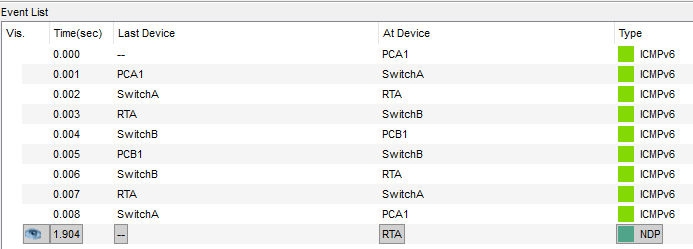 Event List
Vis. Time(sec) Last Device At Device Type
0.000 -- PCA1 ICMPv6
0.001 PCA1 SwitchA ICMPv6
0.002 SwitchA RTA ICMPv6
0.003 RTA SwitchB ICMPv6
0.004 SwitchB PCB1 ICMPv6
0.005 PCB1 SwitchB ICMPv6
0.006 SwitchB RTA ICMPv6
0.007 RTA SwitchA ICMPv6
0.008 SwitchA PCA1 ICMPv6
1.904 -- RTA NDP